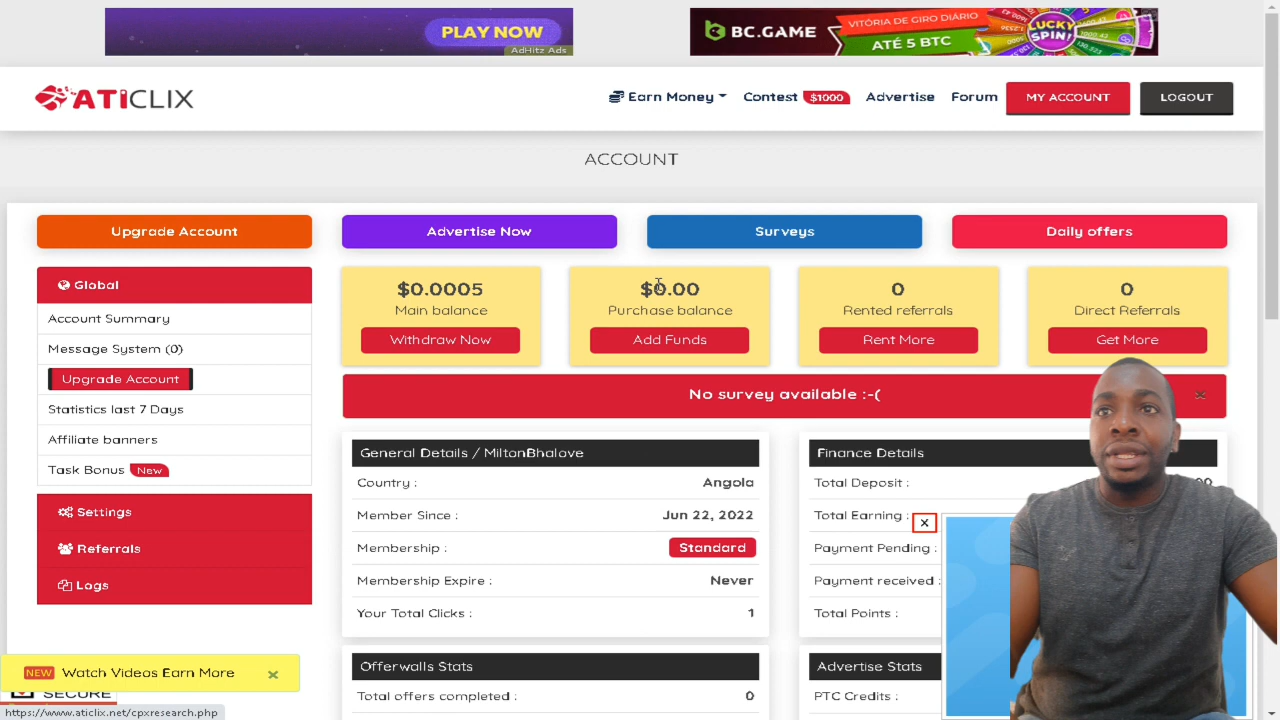 PLAY NOW
AdHitz Ads
BC.GAME
VITÓRIA DE GIRO DIÁRIO
ATÉ 5 BTC
LUCKY
SPIN!
ATICLIX
Earn Money
Contest $1000
Advertise
Forum
MY ACCOUNT
LOGOUT
ACCOUNT
Upgrade Account
Advertise Now
Surveys
Daily offers
Global
Account Summary
Message System (0)
Upgrade Account
Statistics last 7 Days
Affiliate banners
Task Bonus New
Settings
Referrals
Logs
$0.0005
Main balance
Withdraw Now
$0.00
Purchase balance
Add Funds
0
Rented referrals
Rent More
0
Direct Referrals
Get More
No survey available :-( ×
General Details / MiltonBhalove
Country : Angola
Member Since : Jun 22, 2022
Membership : Standard
Membership Expire : Never
Your Total Clicks : 1
Finance Details
Total Deposit :
Total Earning :
Payment Pending :
Payment received :
Total Points :
Offerwalls Stats
Total offers completed : 0
Advertise Stats
PTC Credits :
NEW Watch Videos Earn More ×
SECURE
https://www.aticlix.net/cpxresearch.php